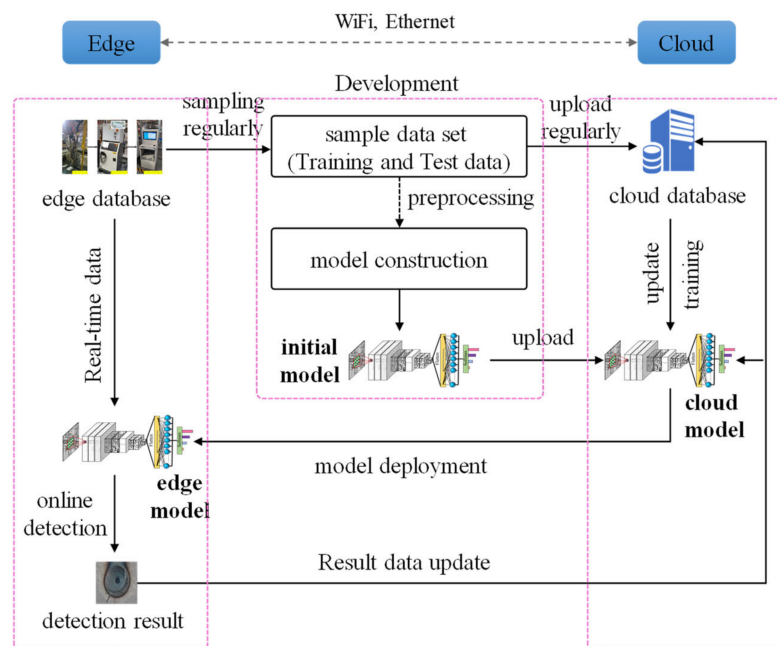 WiFi, Ethernet
Edge
Cloud
Development
sampling
regularly
sample data set
(Training and Test data)
upload
regularly
edge database
preprocessing
cloud database
model construction
Real-time data
update
training
initial
model
upload
cloud
model
edge
model
model deployment
online
detection
Result data update
detection result